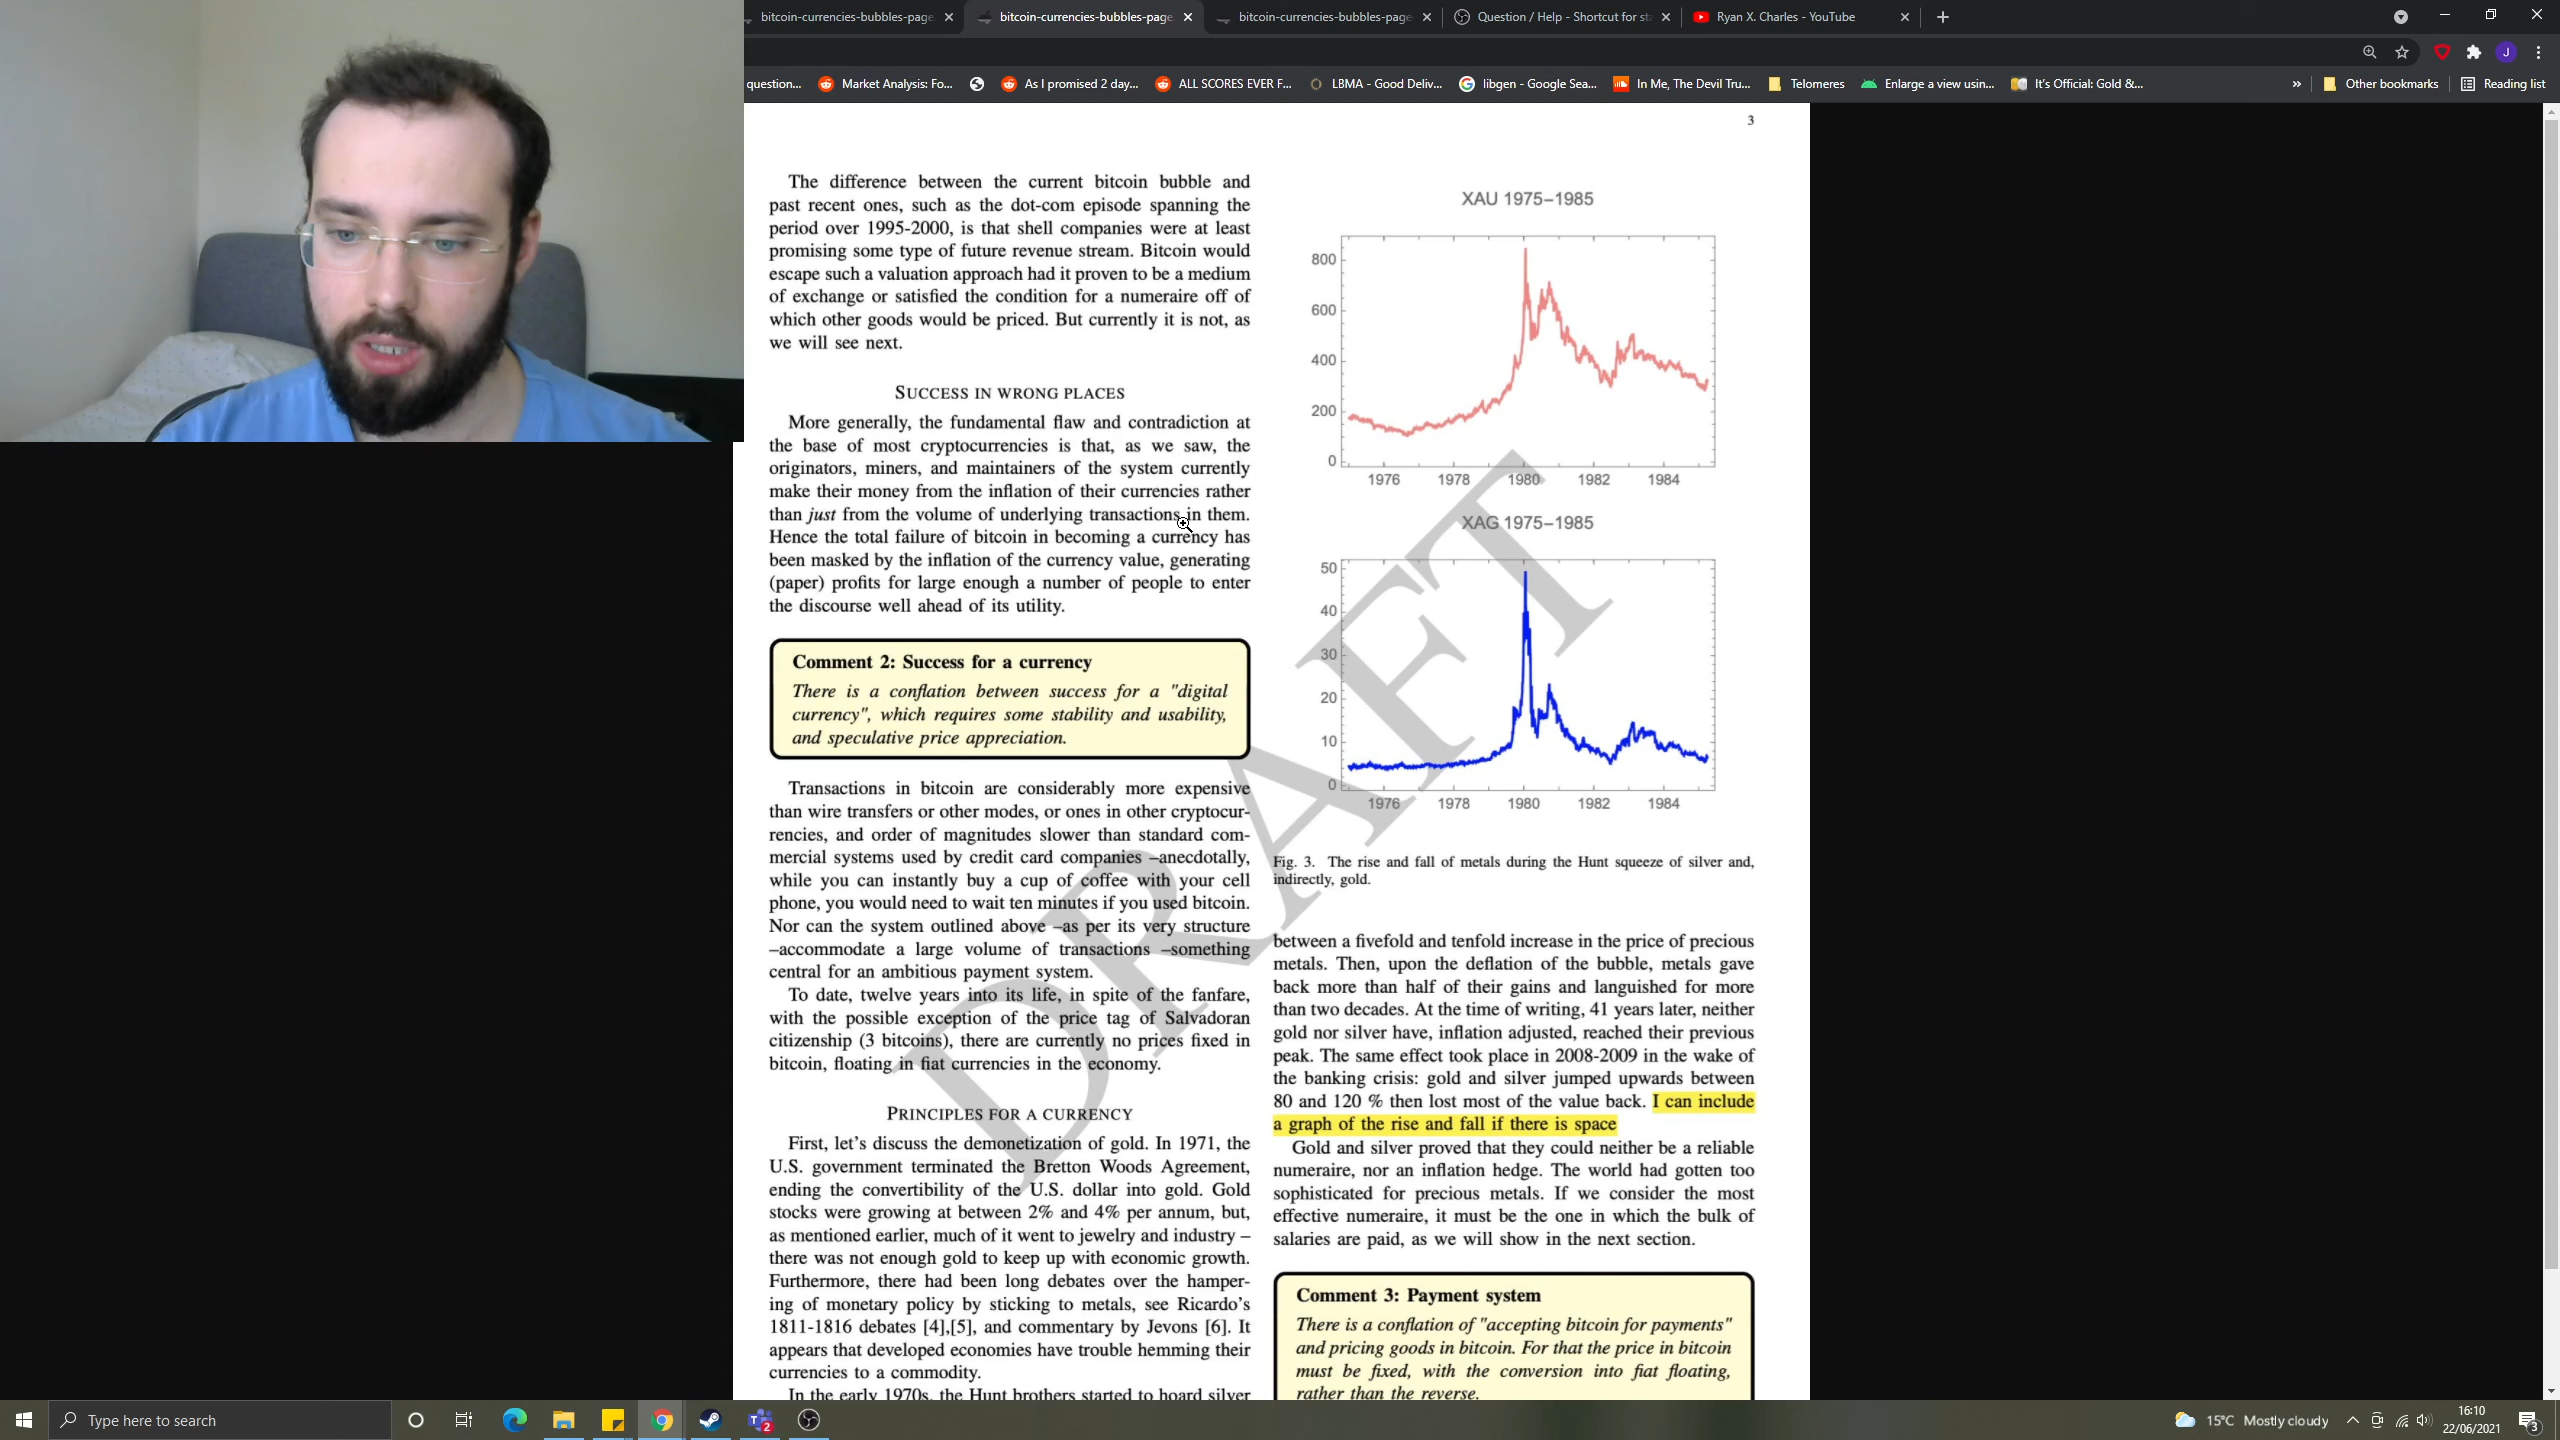 bitcoin-currencies-bubbles-page
bitcoin-currencies-bubbles-page
bitcoin-currencies-bubbles-page
Question / Help - Shortcut for sta
Ryan X. Charles - YouTube
J
question...
Market Analysis: Fo...
As I promised 2 day...
ALL SCORES EVER F...
LBMA - Good Deliv...
libgen - Google Sea...
In Me, The Devil Tru...
Telomeres
Enlarge a view usin...
It's Official: Gold &...
»
Other bookmarks
Reading list
3
The difference between the current bitcoin bubble and
past recent ones, such as the dot-com episode spanning the
period over 1995-2000, is that shell companies were at least
promising some type of future revenue stream. Bitcoin would
escape such a valuation approach had it proven to be a medium
of exchange or satisfied the condition for a numeraire off of
which other goods would be priced. But currently it is not, as
we will see next.
SUCCESS IN WRONG PLACES
More generally, the fundamental flaw and contradiction at
the base of most cryptocurrencies is that, as we saw, the
originators, miners, and maintainers of the system currently
make their money from the inflation of their currencies rather
than just from the volume of underlying transactions in them.
Hence the total failure of bitcoin in becoming a currency has
been masked by the inflation of the currency value, generating
(paper) profits for large enough a number of people to enter
the discourse well ahead of its utility.
Comment 2: Success for a currency
There is a conflation between success for a "digital
currency", which requires some stability and usability,
and speculative price appreciation.
Transactions in bitcoin are considerably more expensive
than wire transfers or other modes, or ones in other cryptocur-
rencies, and order of magnitudes slower than standard com-
mercial systems used by credit card companies –anecdotally,
while you can instantly buy a cup of coffee with your cell
phone, you would need to wait ten minutes if you used bitcoin.
Nor can the system outlined above –as per its very structure
–accommodate a large volume of transactions –something
central for an ambitious payment system.
To date, twelve years into its life, in spite of the fanfare,
with the possible exception of the price tag of Salvadoran
citizenship (3 bitcoins), there are currently no prices fixed in
bitcoin, floating in fiat currencies in the economy.
PRINCIPLES FOR A CURRENCY
First, let's discuss the demonetization of gold. In 1971, the
U.S. government terminated the Bretton Woods Agreement,
ending the convertibility of the U.S. dollar into gold. Gold
stocks were growing at between 2% and 4% per annum, but,
as mentioned earlier, much of it went to jewelry and industry –
there was not enough gold to keep up with economic growth.
Furthermore, there had been long debates over the hamper-
ing of monetary policy by sticking to metals, see Ricardo's
1811-1816 debates [4],[5], and commentary by Jevons [6]. It
appears that developed economies have trouble hemming their
currencies to a commodity.
In the early 1970s, the Hunt brothers started to hoard silver
XAU 1975–1985
800
600
400
200
0
1976 1978 1980 1982 1984
XAG 1975–1985
50
40
30
20
10
0
1976 1978 1980 1982 1984
Fig. 3. The rise and fall of metals during the Hunt squeeze of silver and,
indirectly, gold.
between a fivefold and tenfold increase in the price of precious
metals. Then, upon the deflation of the bubble, metals gave
back more than half of their gains and languished for more
than two decades. At the time of writing, 41 years later, neither
gold nor silver have, inflation adjusted, reached their previous
peak. The same effect took place in 2008-2009 in the wake of
the banking crisis: gold and silver jumped upwards between
80 and 120 % then lost most of the value back. I can include
a graph of the rise and fall if there is space
Gold and silver proved that they could neither be a reliable
numeraire, nor an inflation hedge. The world had gotten too
sophisticated for precious metals. If we consider the most
effective numeraire, it must be the one in which the bulk of
salaries are paid, as we will show in the next section.
Comment 3: Payment system
There is a conflation of "accepting bitcoin for payments"
and pricing goods in bitcoin. For that the price in bitcoin
must be fixed, with the conversion into fiat floating,
rather than the reverse.
DRAFT
Type here to search
2
15°C Mostly cloudy
16:10
22/06/2021
3